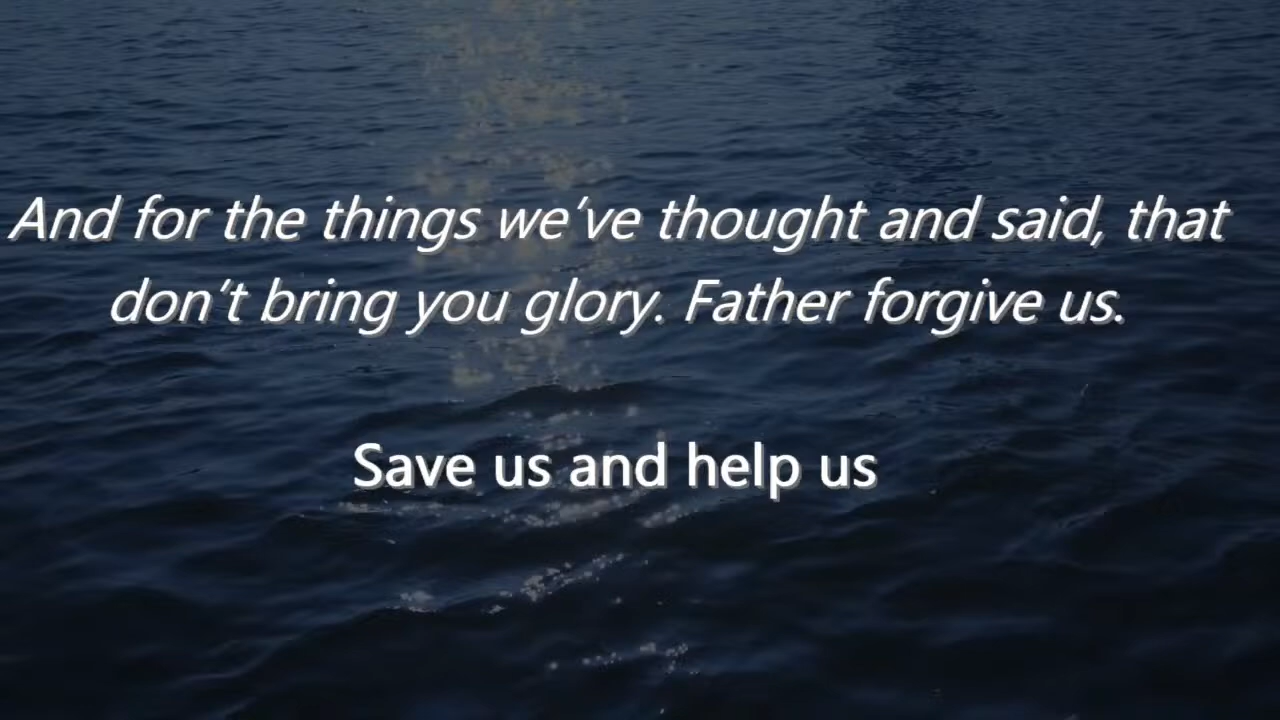 And for the things we’ve thought and said, that
don’t bring you glory. Father forgive us.
Save us and help us